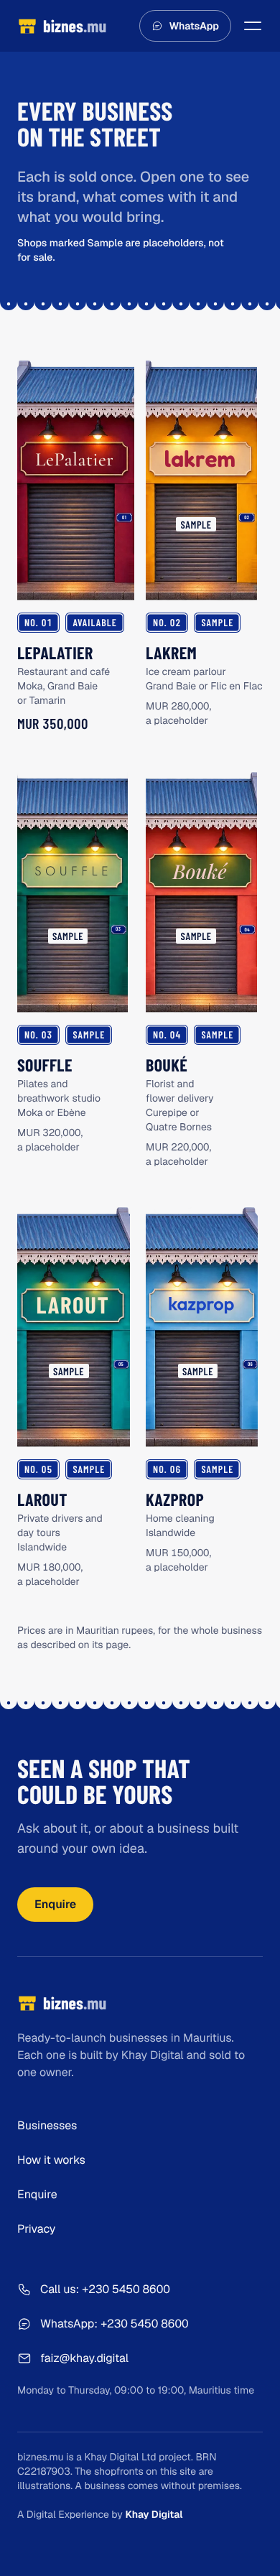 biznes.mu
WhatsApp
EVERY BUSINESS
ON THE STREET
Each is sold once. Open one to see
its brand, what comes with it and
what you would bring.
Shops marked Sample are placeholders, not
for sale.
LePalatier
01
lakrem
02
SAMPLE
NO. 01
AVAILABLE
NO. 02
SAMPLE
LEPALATIER
Restaurant and café
Moka, Grand Baie
or Tamarin
MUR 350,000
LAKREM
Ice cream parlour
Grand Baie or Flic en Flac
MUR 280,000,
a placeholder
SOUFFLE
03
SAMPLE
Bouké
04
SAMPLE
NO. 03
SAMPLE
NO. 04
SAMPLE
SOUFFLE
Pilates and
breathwork studio
Moka or Ebène
MUR 320,000,
a placeholder
BOUKÉ
Florist and
flower delivery
Curepipe or
Quatre Bornes
MUR 220,000,
a placeholder
LAROUT
05
SAMPLE
kazprop
06
SAMPLE
NO. 05
SAMPLE
NO. 06
SAMPLE
LAROUT
Private drivers and
day tours
Islandwide
MUR 180,000,
a placeholder
KAZPROP
Home cleaning
Islandwide
MUR 150,000,
a placeholder
Prices are in Mauritian rupees, for the whole business
as described on its page.
SEEN A SHOP THAT
COULD BE YOURS
Ask about it, or about a business built
around your own idea.
Enquire
biznes.mu
Ready-to-launch businesses in Mauritius.
Each one is built by Khay Digital and sold to
one owner.
Businesses
How it works
Enquire
Privacy
Call us: +230 5450 8600
WhatsApp: +230 5450 8600
faiz@khay.digital
Monday to Thursday, 09:00 to 19:00, Mauritius time
biznes.mu is a Khay Digital Ltd project. BRN
C22187903. The shopfronts on this site are
illustrations. A business comes without premises.
A Digital Experience by Khay Digital